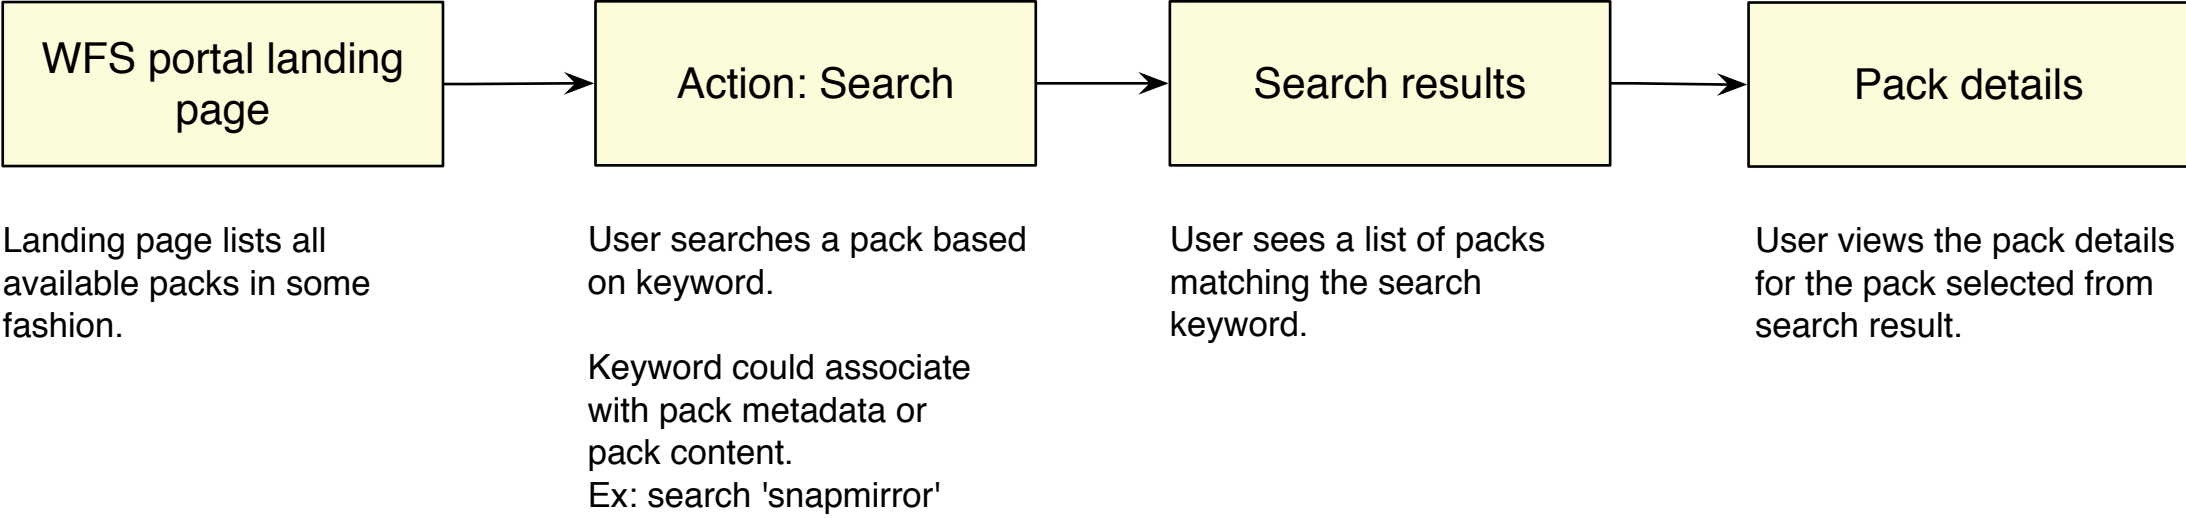 WFS portal landing
page
Action: Search
Search results
Pack details
Landing page lists all
available packs in some
fashion.
User searches a pack based
on keyword.
Keyword could associate
with pack metadata or
pack content.
Ex: search 'snapmirror'
User sees a list of packs
matching the search
keyword.
User views the pack details
for the pack selected from
search result.